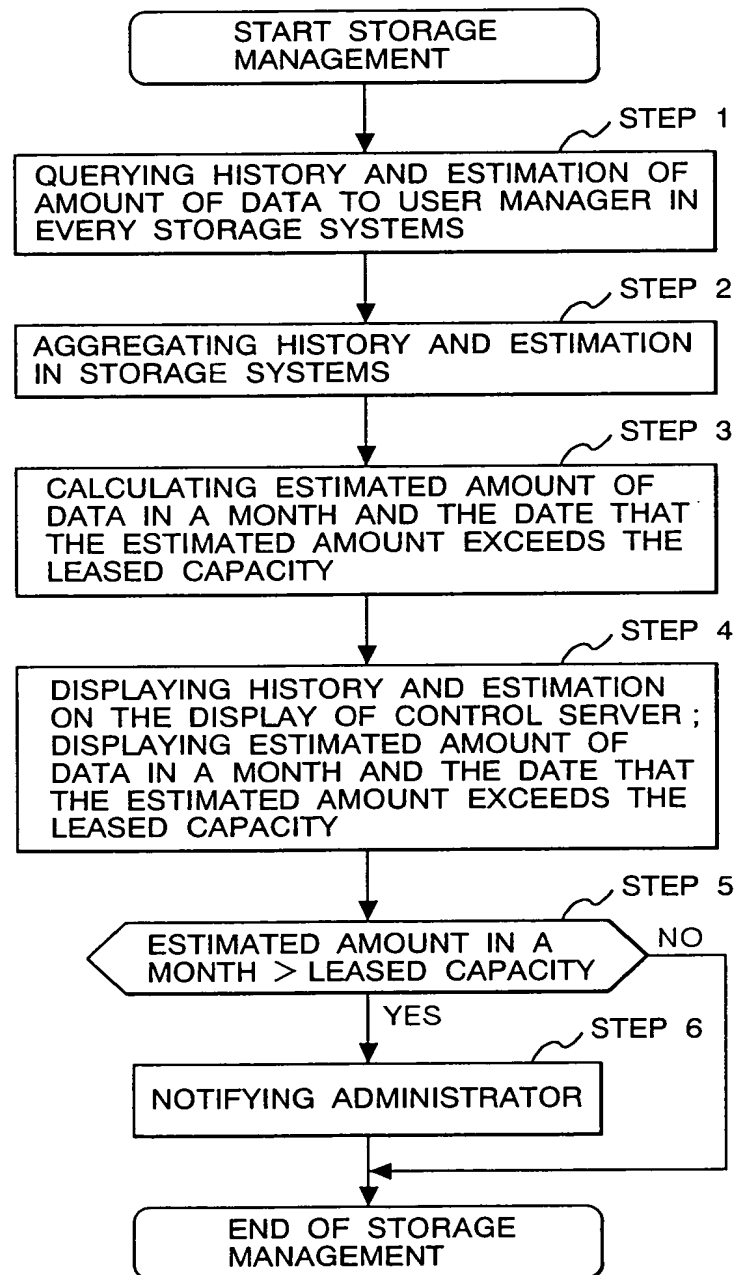 START STORAGE
MANAGEMENT
STEP 1
QUERYING HISTORY AND ESTIMATION OF
AMOUNT OF DATA TO USER MANAGER IN
EVERY STORAGE SYSTEMS
STEP 2
AGGREGATING HISTORY AND ESTIMATION
IN STORAGE SYSTEMS
STEP 3
CALCULATING ESTIMATED AMOUNT OF
DATA IN A MONTH AND THE DATE THAT
THE ESTIMATED AMOUNT EXCEEDS THE
LEASED CAPACITY
STEP 4
DISPLAYING HISTORY AND ESTIMATION
ON THE DISPLAY OF CONTROL SERVER ;
DISPLAYING ESTIMATED AMOUNT OF
DATA IN A MONTH AND THE DATE THAT
THE ESTIMATED AMOUNT EXCEEDS THE
LEASED CAPACITY
STEP 5
ESTIMATED AMOUNT IN A
MONTH > LEASED CAPACITY
NO
YES
STEP 6
NOTIFYING ADMINISTRATOR
END OF STORAGE
MANAGEMENT